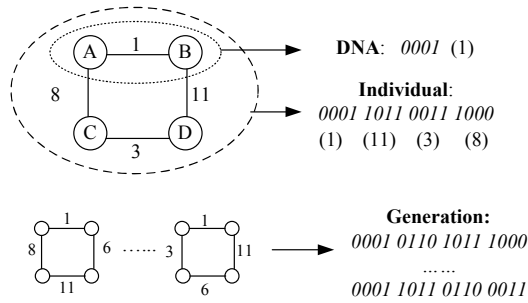 A 1 B
DNA: 0001 (1)
8 11
Individual:
0001 1011 0011 1000
(1) (11) (3) (8)
C D
3
1 1
8 6 ...... 3 11
11 6
Generation:
0001 0110 1011 1000
... ...
0001 1011 0110 0011